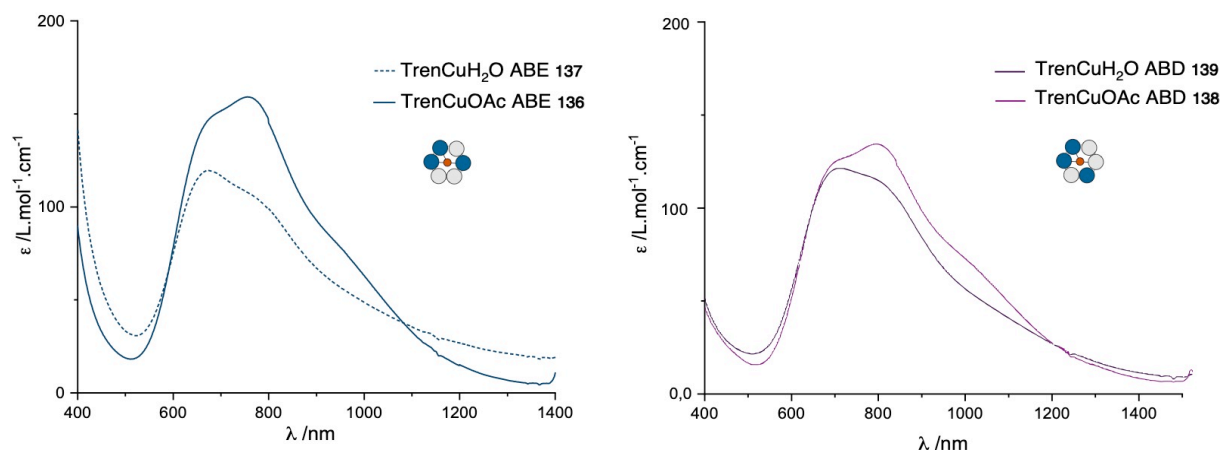 200
TrenCuH₂O ABE 137
TrenCuOAc ABE 136
ε /L.mol⁻¹.cm⁻¹
100
0
400 600 800 1000 1200 1400
λ /nm
200
TrenCuH₂O ABD 139
TrenCuOAc ABD 138
ε /L.mol⁻¹.cm⁻¹
100
0.0
400 600 800 1000 1200 1400
λ /nm